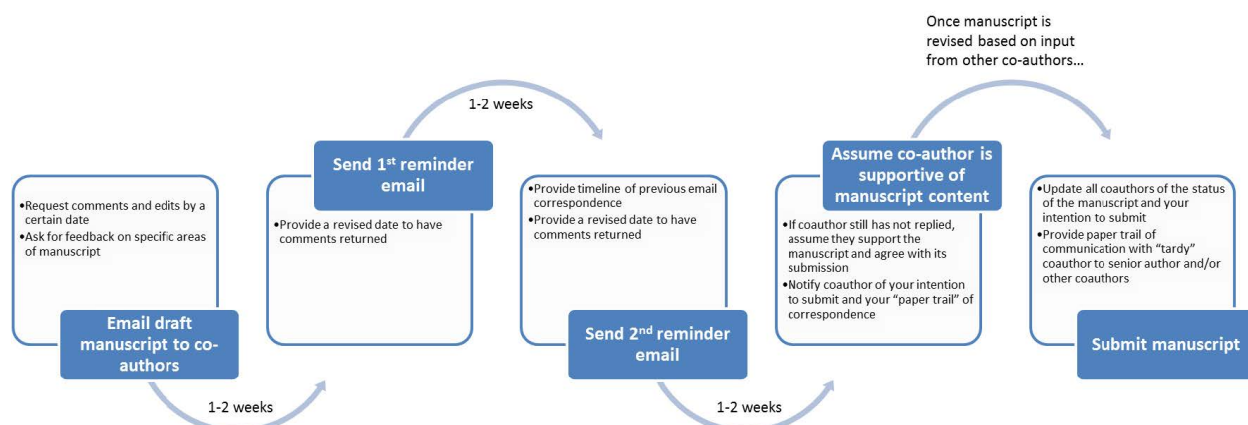 Once manuscript is
revised based on input
from other co-authors...
1-2 weeks
•Request comments and edits by a
certain date
•Ask for feedback on specific areas
of manuscript
Email draft
manuscript to co-
authors
1-2 weeks
Send 1st reminder
email
•Provide a revised date to have
comments returned
•Provide timeline of previous email
correspondence
•Provide a revised date to have
comments returned
Send 2nd reminder
email
1-2 weeks
Assume co-author is
supportive of
manuscript content
•If coauthor still has not replied,
assume they support the
manuscript and agree with its
submission
•Notify coauthor of your intention
to submit and your “paper trail” of
correspondence
•Update all coauthors of the status
of the manuscript and your
intention to submit
•Provide paper trail of
communication with “tardy”
coauthor to senior author and/or
other coauthors
Submit manuscript